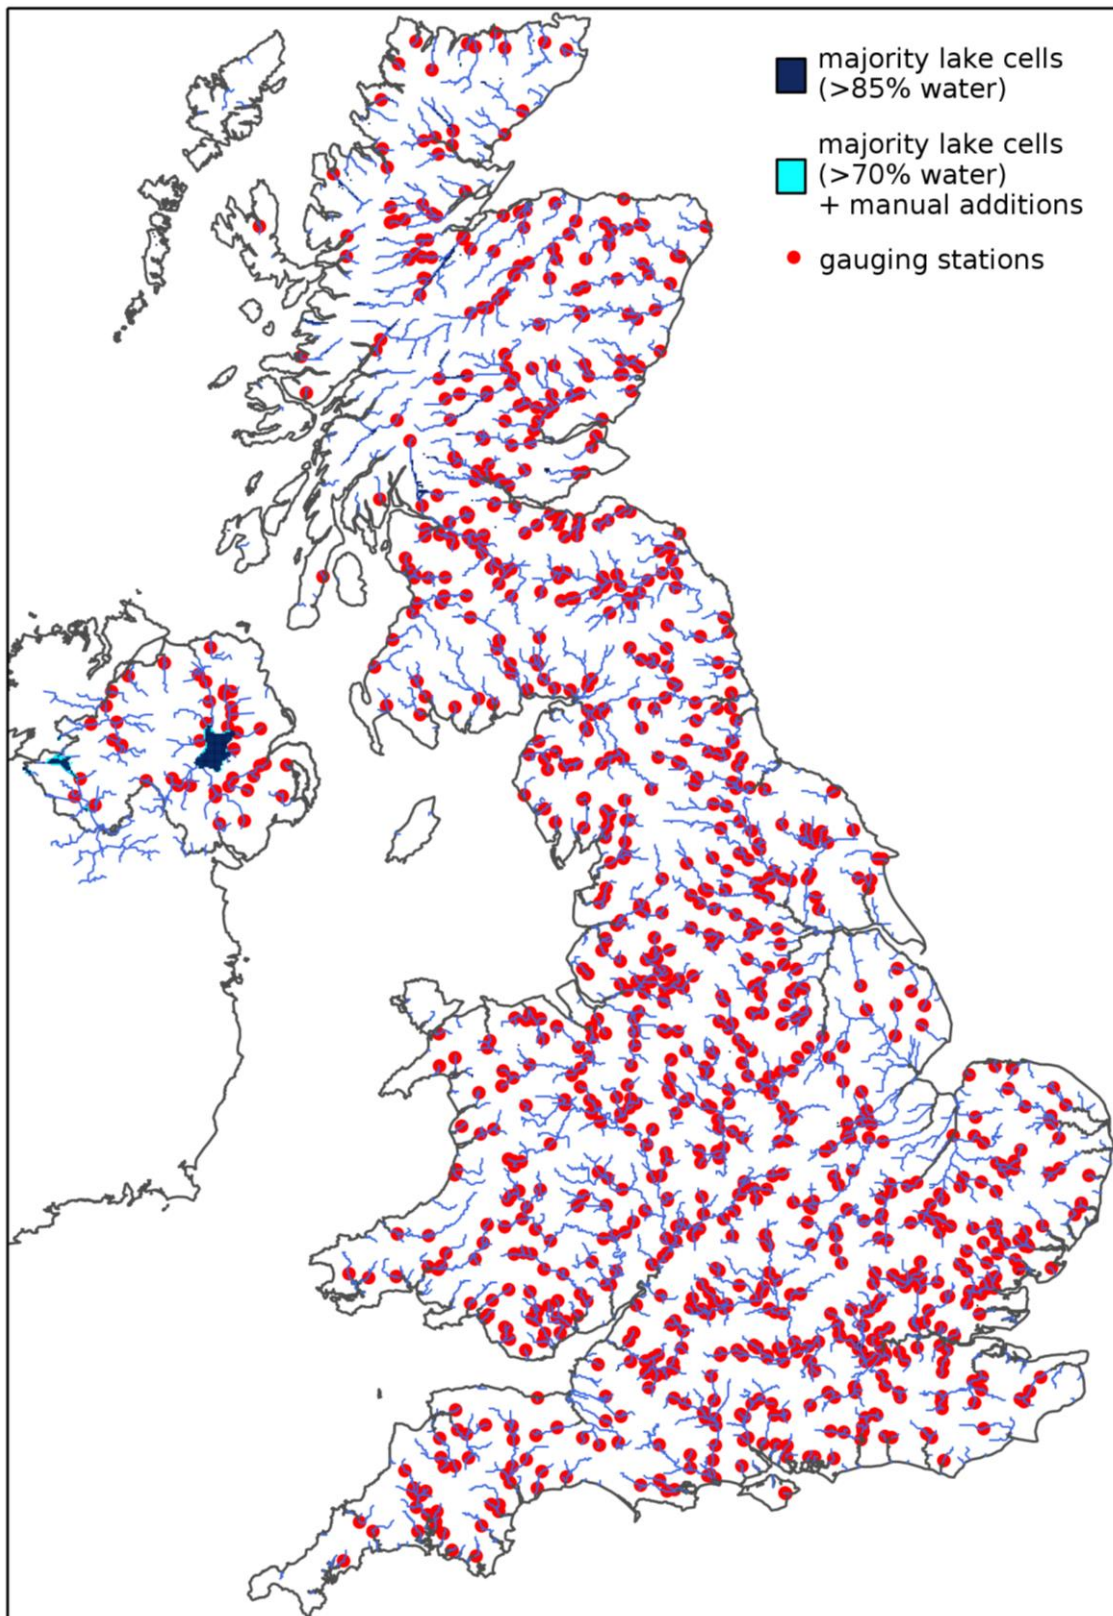 majority lake cells
(>85% water)
majority lake cells
(>70% water)
+ manual additions
gauging stations